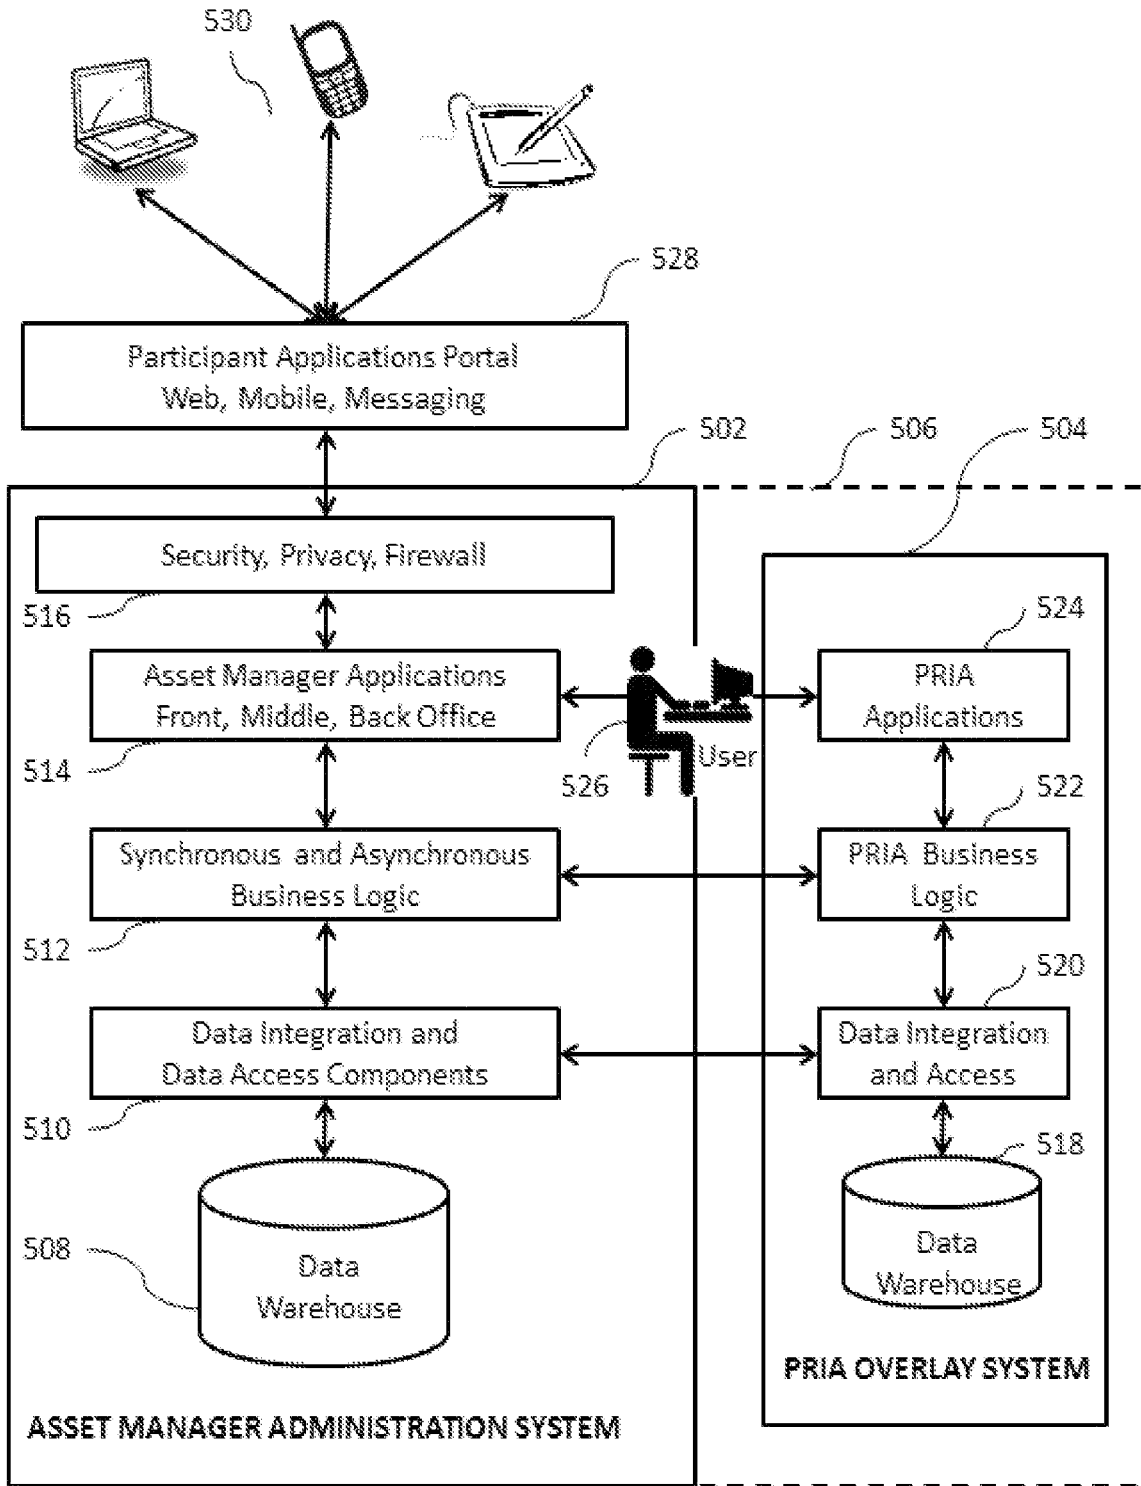 530
528
Participant Applications Portal
Web, Mobile, Messaging
502
506
504
Security, Privacy, Firewall
516
524
Asset Manager Applications
Front, Middle, Back Office
PRIA
Applications
514
526
User
522
Synchronous and Asynchronous
Business Logic
PRIA Business
Logic
512
520
Data Integration and
Data Access Components
Data Integration
and Access
510
518
508
Data
Warehouse
Data
Warehouse
PRIA OVERLAY SYSTEM
ASSET MANAGER ADMINISTRATION SYSTEM